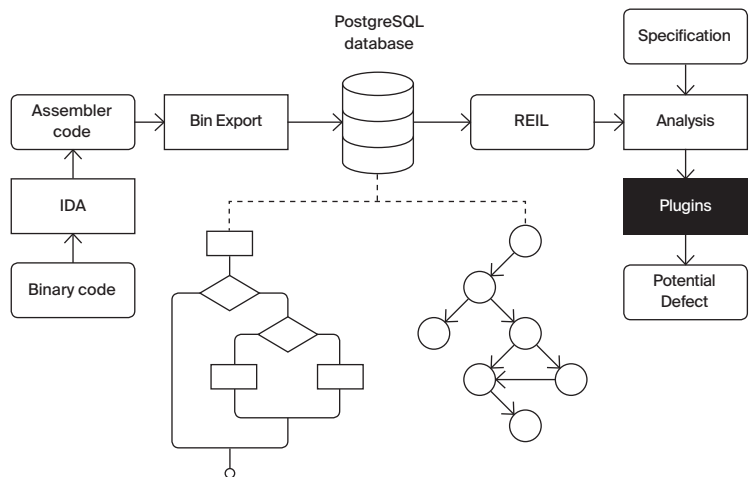 PostgreSQL
database
Specification
Assembler
code
Bin Export
REIL
Analysis
IDA
Plugins
Binary code
Potential
Defect